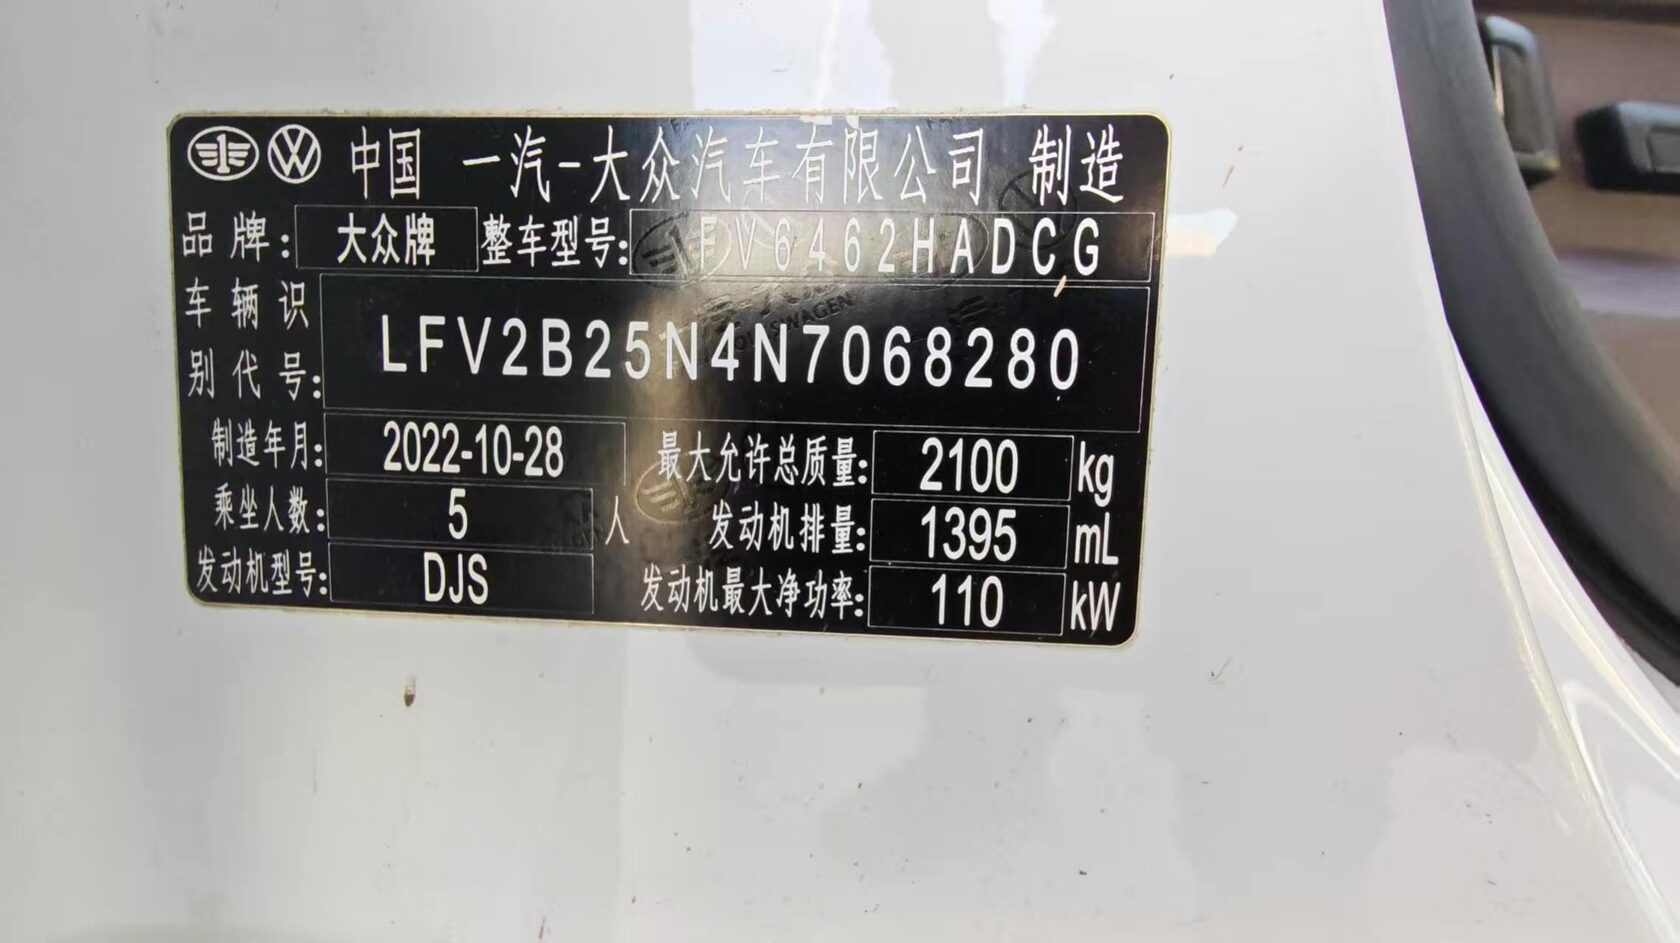 中国 一汽-大众汽车有限公司 制造
品牌: 大众牌 整车型号: FV6462HADCG
车辆识别代号: LFV2B25N4N7068280
制造年月: 2022-10-28 最大允许总质量: 2100 kg
乘坐人数: 5 人 发动机排量: 1395 mL
发动机型号: DJS 发动机最大净功率: 110 kW